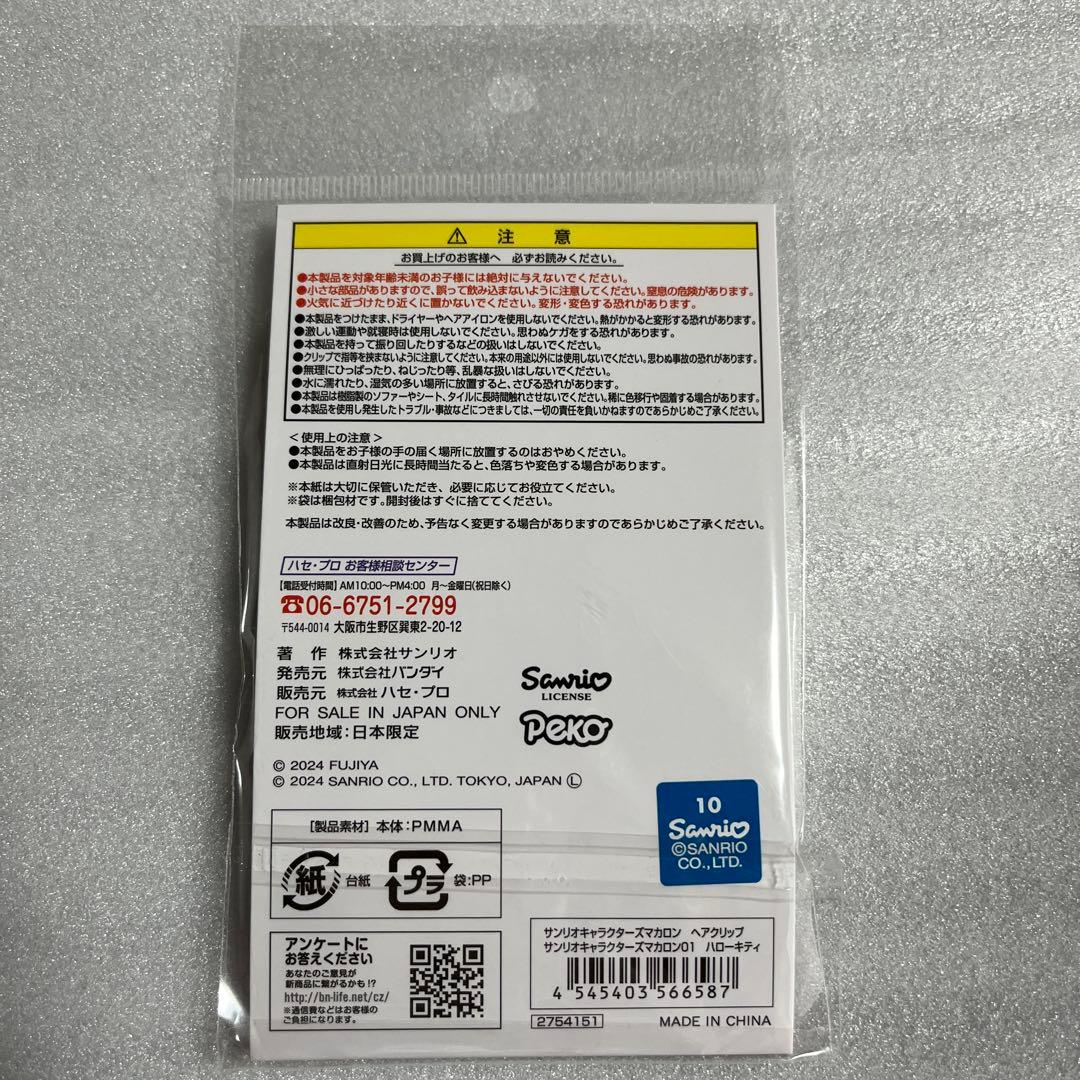 ⚠ 注 意
お買上げのお客様へ 必ずお読みください。
●本製品を対象年齢未満のお子様には絶対に与えないでください。
●小さな部品がありますので、誤って飲み込まないように注意してください。窒息の危険があります。
●火気に近づけたり近くに置かないでください。変形・変色する恐れがあります。
●本製品をつけたまま、ドライヤーやヘアアイロンを使用しないでください。熱がかかると変形する恐れがあります。
●激しい運動や就寝時は使用しないでください。思わぬケガをする恐れがあります。
●本製品を持って振り回したりするなどの扱いはしないでください。
●クリップで指等を挟まないように注意してください。本来の用途以外には使用しないでください。思わぬ事故の恐れがあります。
●無理にひっぱったり、ねじったり等、乱暴な扱いはしないでください。
●水に濡れたり、湿気の多い場所に放置すると、さびる恐れがあります。
●本製品は樹脂製のソファーやシート、タイルに長時間触れさせないでください。稀に色移行や固着する場合があります。
●本製品を使用し発生したトラブル・事故などにつきましては、一切の責任を負いかねますのであらかじめご了承ください。
<使用上の注意>
●本製品をお子様の手の届く場所に放置するのはおやめください。
●本製品は直射日光に長時間当たると、色落ちや変色する場合があります。
※本紙は大切に保管いただき、必要に応じてお役立てください。
※袋は梱包材です。開封後はすぐに捨ててください。
本製品は改良・改善のため、予告なく変更する場合がありますのであらかじめご了承ください。
ハセ・プロ お客様相談センター
【電話受付時間】AM10:00〜PM4:00 月〜金曜日(祝日除く)
☎06-6751-2799
〒544-0014 大阪市生野区巽東2-20-12
著 作 株式会社サンリオ
発売元 株式会社バンダイ
販売元 株式会社 ハセ・プロ
FOR SALE IN JAPAN ONLY
販売地域:日本限定
Sanrio
LICENSE
Peko
© 2024 FUJIYA
© 2024 SANRIO CO., LTD. TOKYO, JAPAN Ⓛ
10
Sanrio
©SANRIO
CO.,LTD.
[製品素材] 本体:PMMA
紙 台紙 プラ 袋:PP
アンケートに
お答えください
あなたのご意見が
新商品に繋がるかも!?
http://bn-life.net/cz/
※通信費などはお客様の
ご負担になります。
サンリオキャラクターズマカロン ヘアクリップ
サンリオキャラクターズマカロン01 ハローキティ
4 545403 566587
2754151 MADE IN CHINA